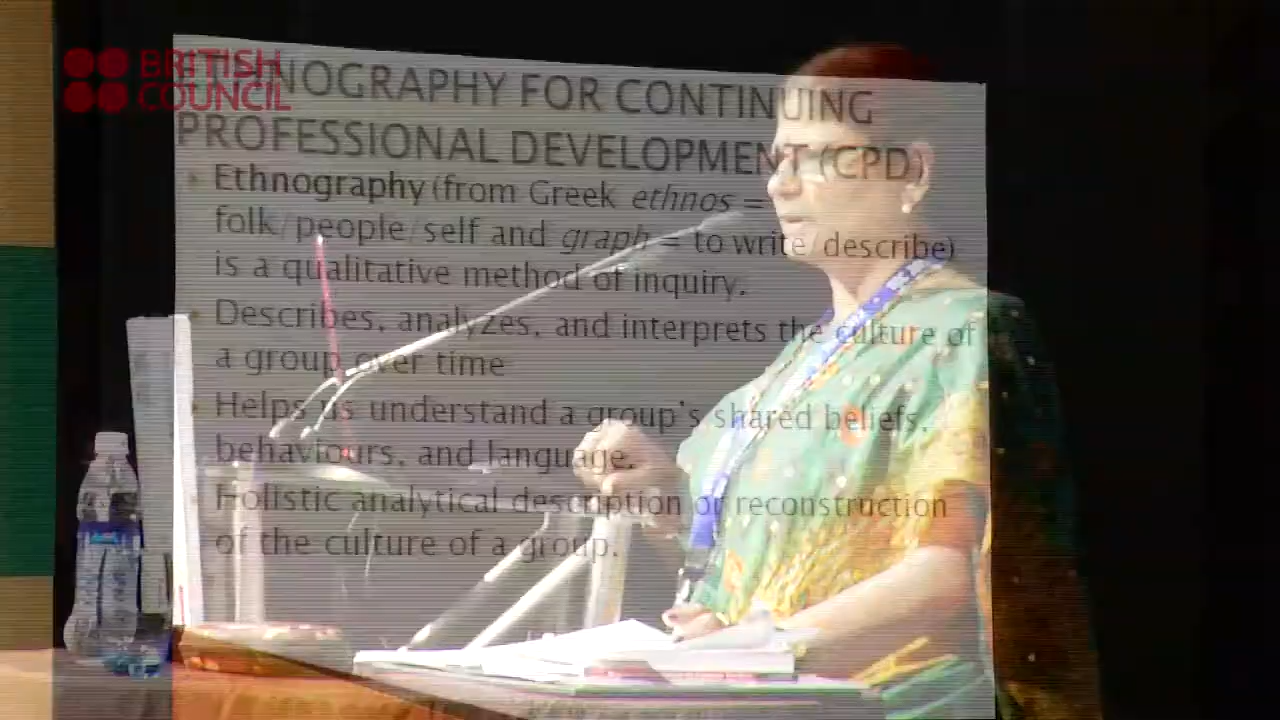 BRITISH
COUNCIL
ETHNOGRAPHY FOR CONTINUING
PROFESSIONAL DEVELOPMENT (CPD)
• Ethnography (from Greek ethnos =
folk/people/self and graph = to write/describe)
is a qualitative method of inquiry.
• Describes, analyzes, and interprets the culture of
a group over time
• Helps us understand a group's shared beliefs,
behaviours, and language.
• Holistic analytical description or reconstruction
of the culture of a group.